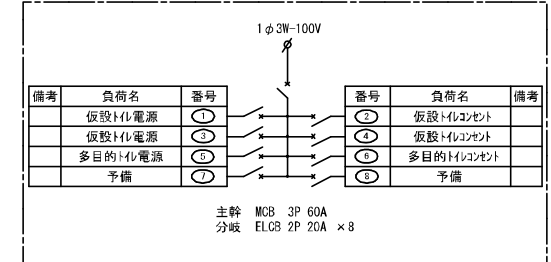 1φ3W-100V
備考 負荷名 番号 番号 負荷名 備考
仮設トイレ電源 1 2 仮設トイレコンセント
仮設トイレ電源 3 4 仮設トイレコンセント
多目的トイレ電源 5 6 多目的トイレコンセント
予備 7 8 予備
主幹 MCB 3P 60A
分岐 ELCB 2P 20A ×8